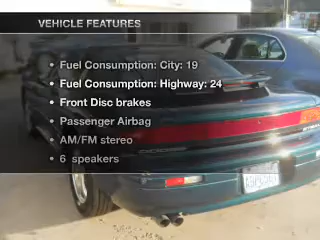 VEHICLE FEATURES
• Fuel Consumption: City: 19
• Fuel Consumption: Highway: 24
• Front Disc brakes
• Passenger Airbag
• AM/FM stereo
• 6 speakers
DODGE